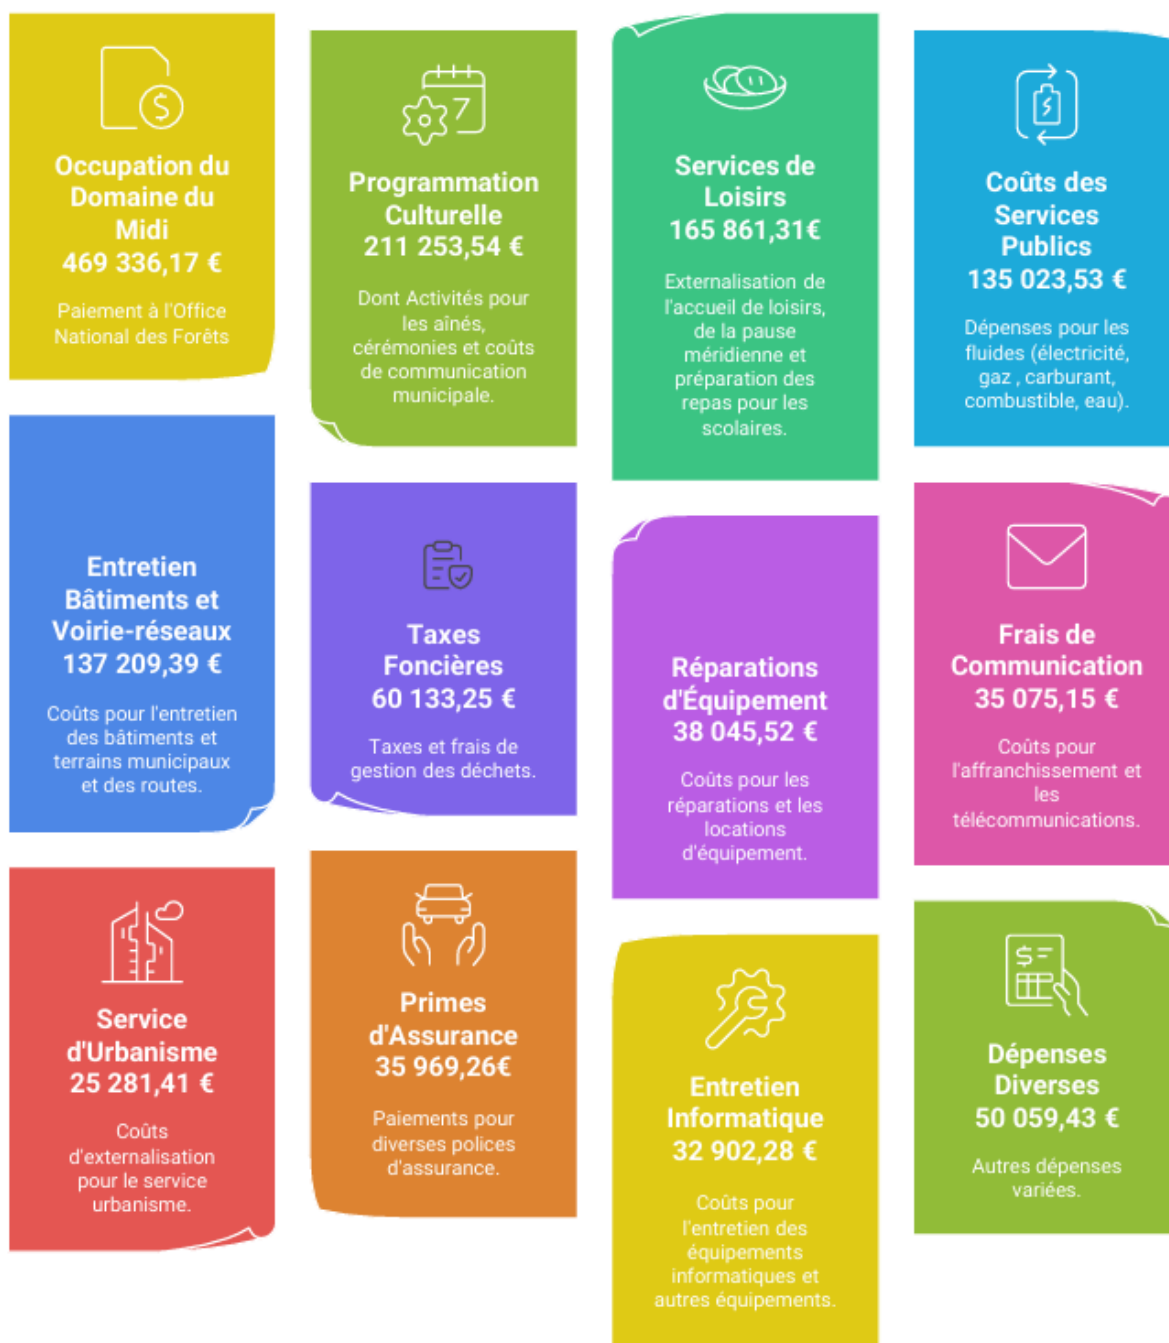 $
Occupation du
Domaine du
Midi
469 336,17 €
Paiement à l'Office
National des Forêts
7
Programmation
Culturelle
211 253,54 €
Dont Activités pour
les aînés,
cérémonies et coûts
de communication
municipale.
Services de
Loisirs
165 861,31€
Externalisation de
l'accueil de loisirs,
de la pause
méridienne et
préparation des
repas pour les
scolaires.
Coûts des
Services
Publics
135 023,53 €
Dépenses pour les
fluides (électricité,
gaz , carburant,
combustible, eau).
Entretien
Bâtiments et
Voirie-réseaux
137 209,39 €
Coûts pour l'entretien
des bâtiments et
terrains municipaux
et des routes.
Taxes
Foncières
60 133,25 €
Taxes et frais de
gestion des déchets.
Réparations
d'Équipement
38 045,52 €
Coûts pour les
réparations et les
locations
d'équipement.
Frais de
Communication
35 075,15 €
Coûts pour
l'affranchissement et
les
télécommunications.
Service
d'Urbanisme
25 281,41 €
Coûts
d'externalisation
pour le service
urbanisme.
Primes
d'Assurance
35 969,26€
Paiements pour
diverses polices
d'assurance.
Entretien
Informatique
32 902,28 €
Coûts pour
l'entretien des
équipements
informatiques et
autres équipements.
$
Dépenses
Diverses
50 059,43 €
Autres dépenses
variées.